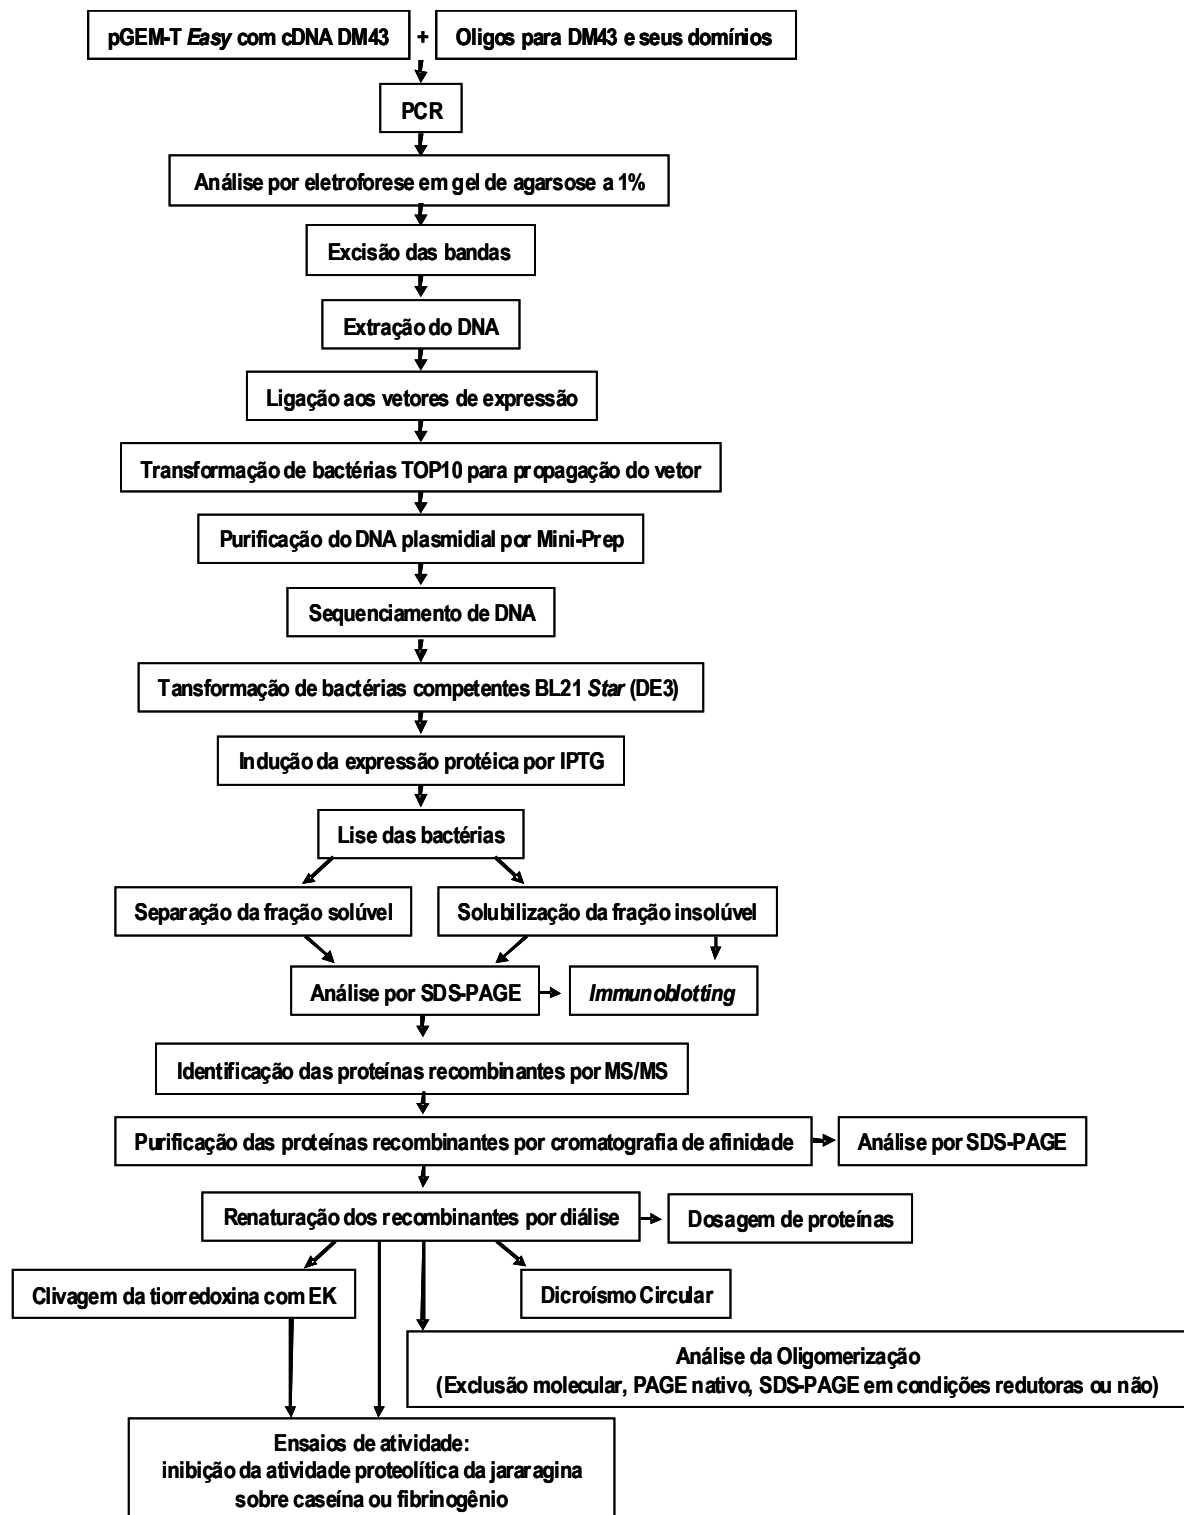 pGEM-T Easy com cDNA DM43
+
Oligos para DM43 e seus domínios
PCR
Análise por eletroforese em gel de agarsose a 1%
Excisão das bandas
Extração do DNA
Ligação aos vetores de expressão
Transformação de bactérias TOP10 para propagação do vetor
Purificação do DNA plasmidial por Mini-Prep
Sequenciamento de DNA
Tansformação de bactérias competentes BL21 Star (DE3)
Indução da expressão protéica por IPTG
Lise das bactérias
Separação da fração solúvel
Solubilização da fração insolúvel
Análise por SDS-PAGE
Immunoblotting
Identificação das proteínas recombinantes por MS/MS
Purificação das proteínas recombinantes por cromatografia de afinidade
Análise por SDS-PAGE
Renaturação dos recombinantes por diálise
Dosagem de proteínas
Clivagem da tiorredoxina com EK
Dicroísmo Circular
Análise da Oligomerização
(Exclusão molecular, PAGE nativo, SDS-PAGE em condições redutoras ou não)
Ensaios de atividade:
inibição da atividade proteolítica da jararagina
sobre caseína ou fibrinogênio